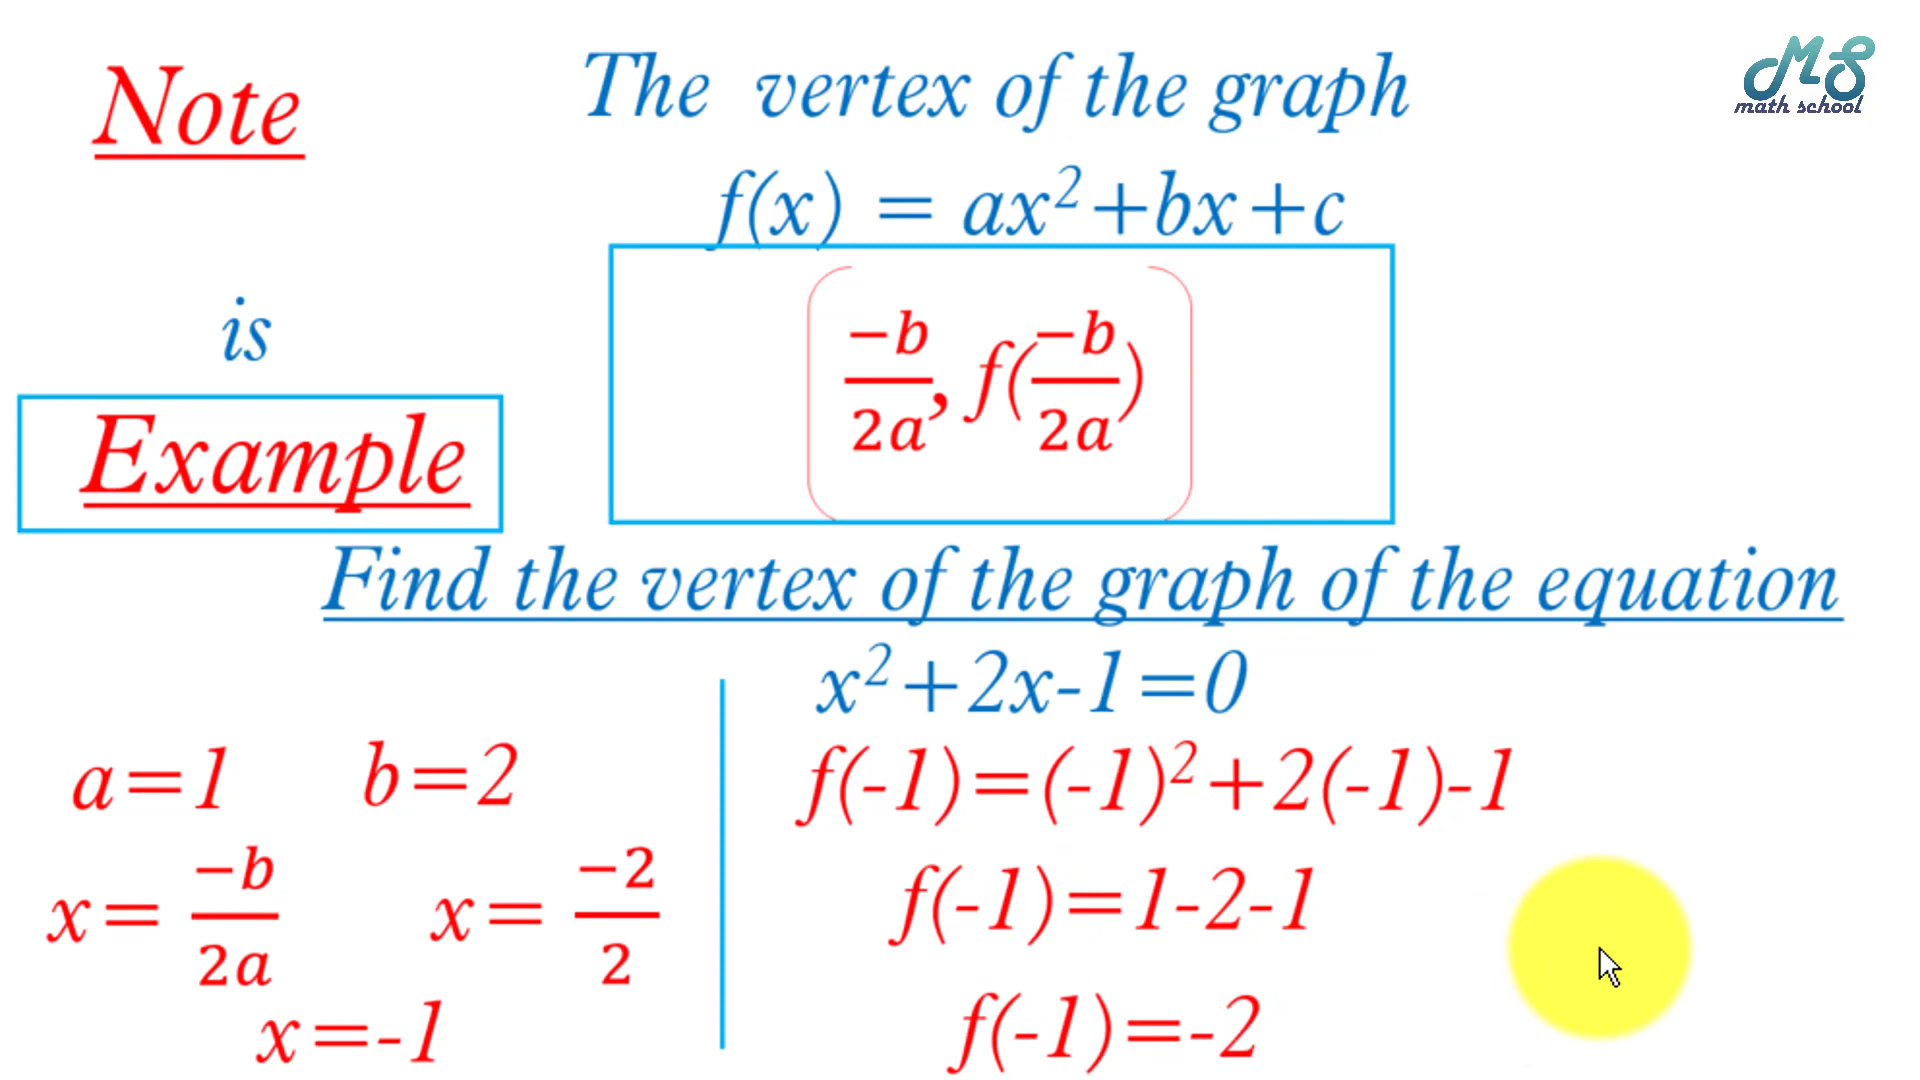 Note
The vertex of the graph
MS
math school
f(x) = ax²+bx+c
is
(−b/2a, f(−b/2a))
Example
Find the vertex of the graph of the equation
x²+2x-1=0
a=1 b=2
x= −b/2a x= −2/2
x=-1
f(-1)=(-1)²+2(-1)-1
f(-1)=1-2-1
f(-1)=-2